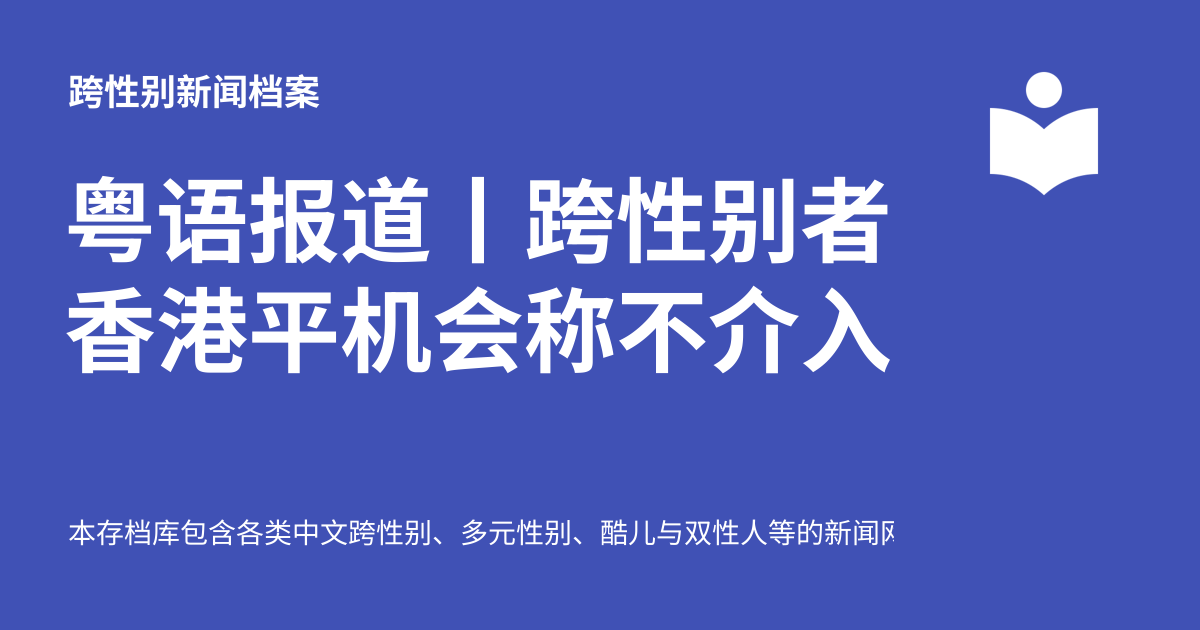 跨性别新闻档案
粤语报道丨跨性别者
香港平机会称不介入
本存档库包含各类中文跨性别、多元性别、酷儿与双性人等的新闻